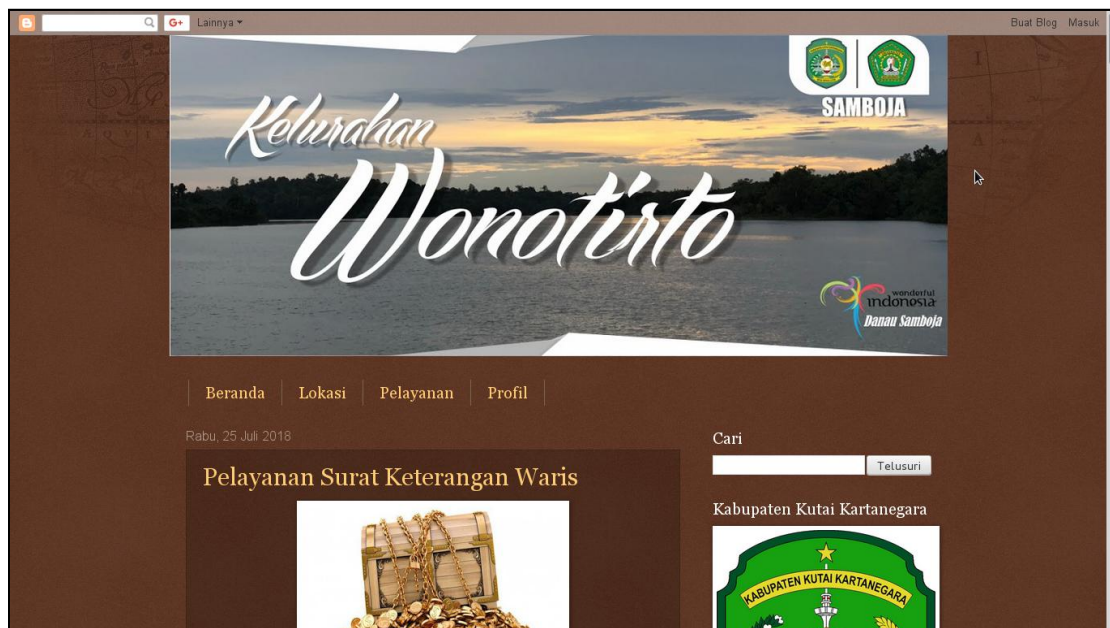 G+ Lainnya
Buat Blog Masuk
SAMBOJA
Kelurahan
Wonotirto
wonderful
indonesia
Danau Samboja
Beranda Lokasi Pelayanan Profil
Rabu, 25 Juli 2018
Pelayanan Surat Keterangan Waris
Cari
Telusuri
Kabupaten Kutai Kartanegara
KABUPATEN KUTAI KARTANEGARA